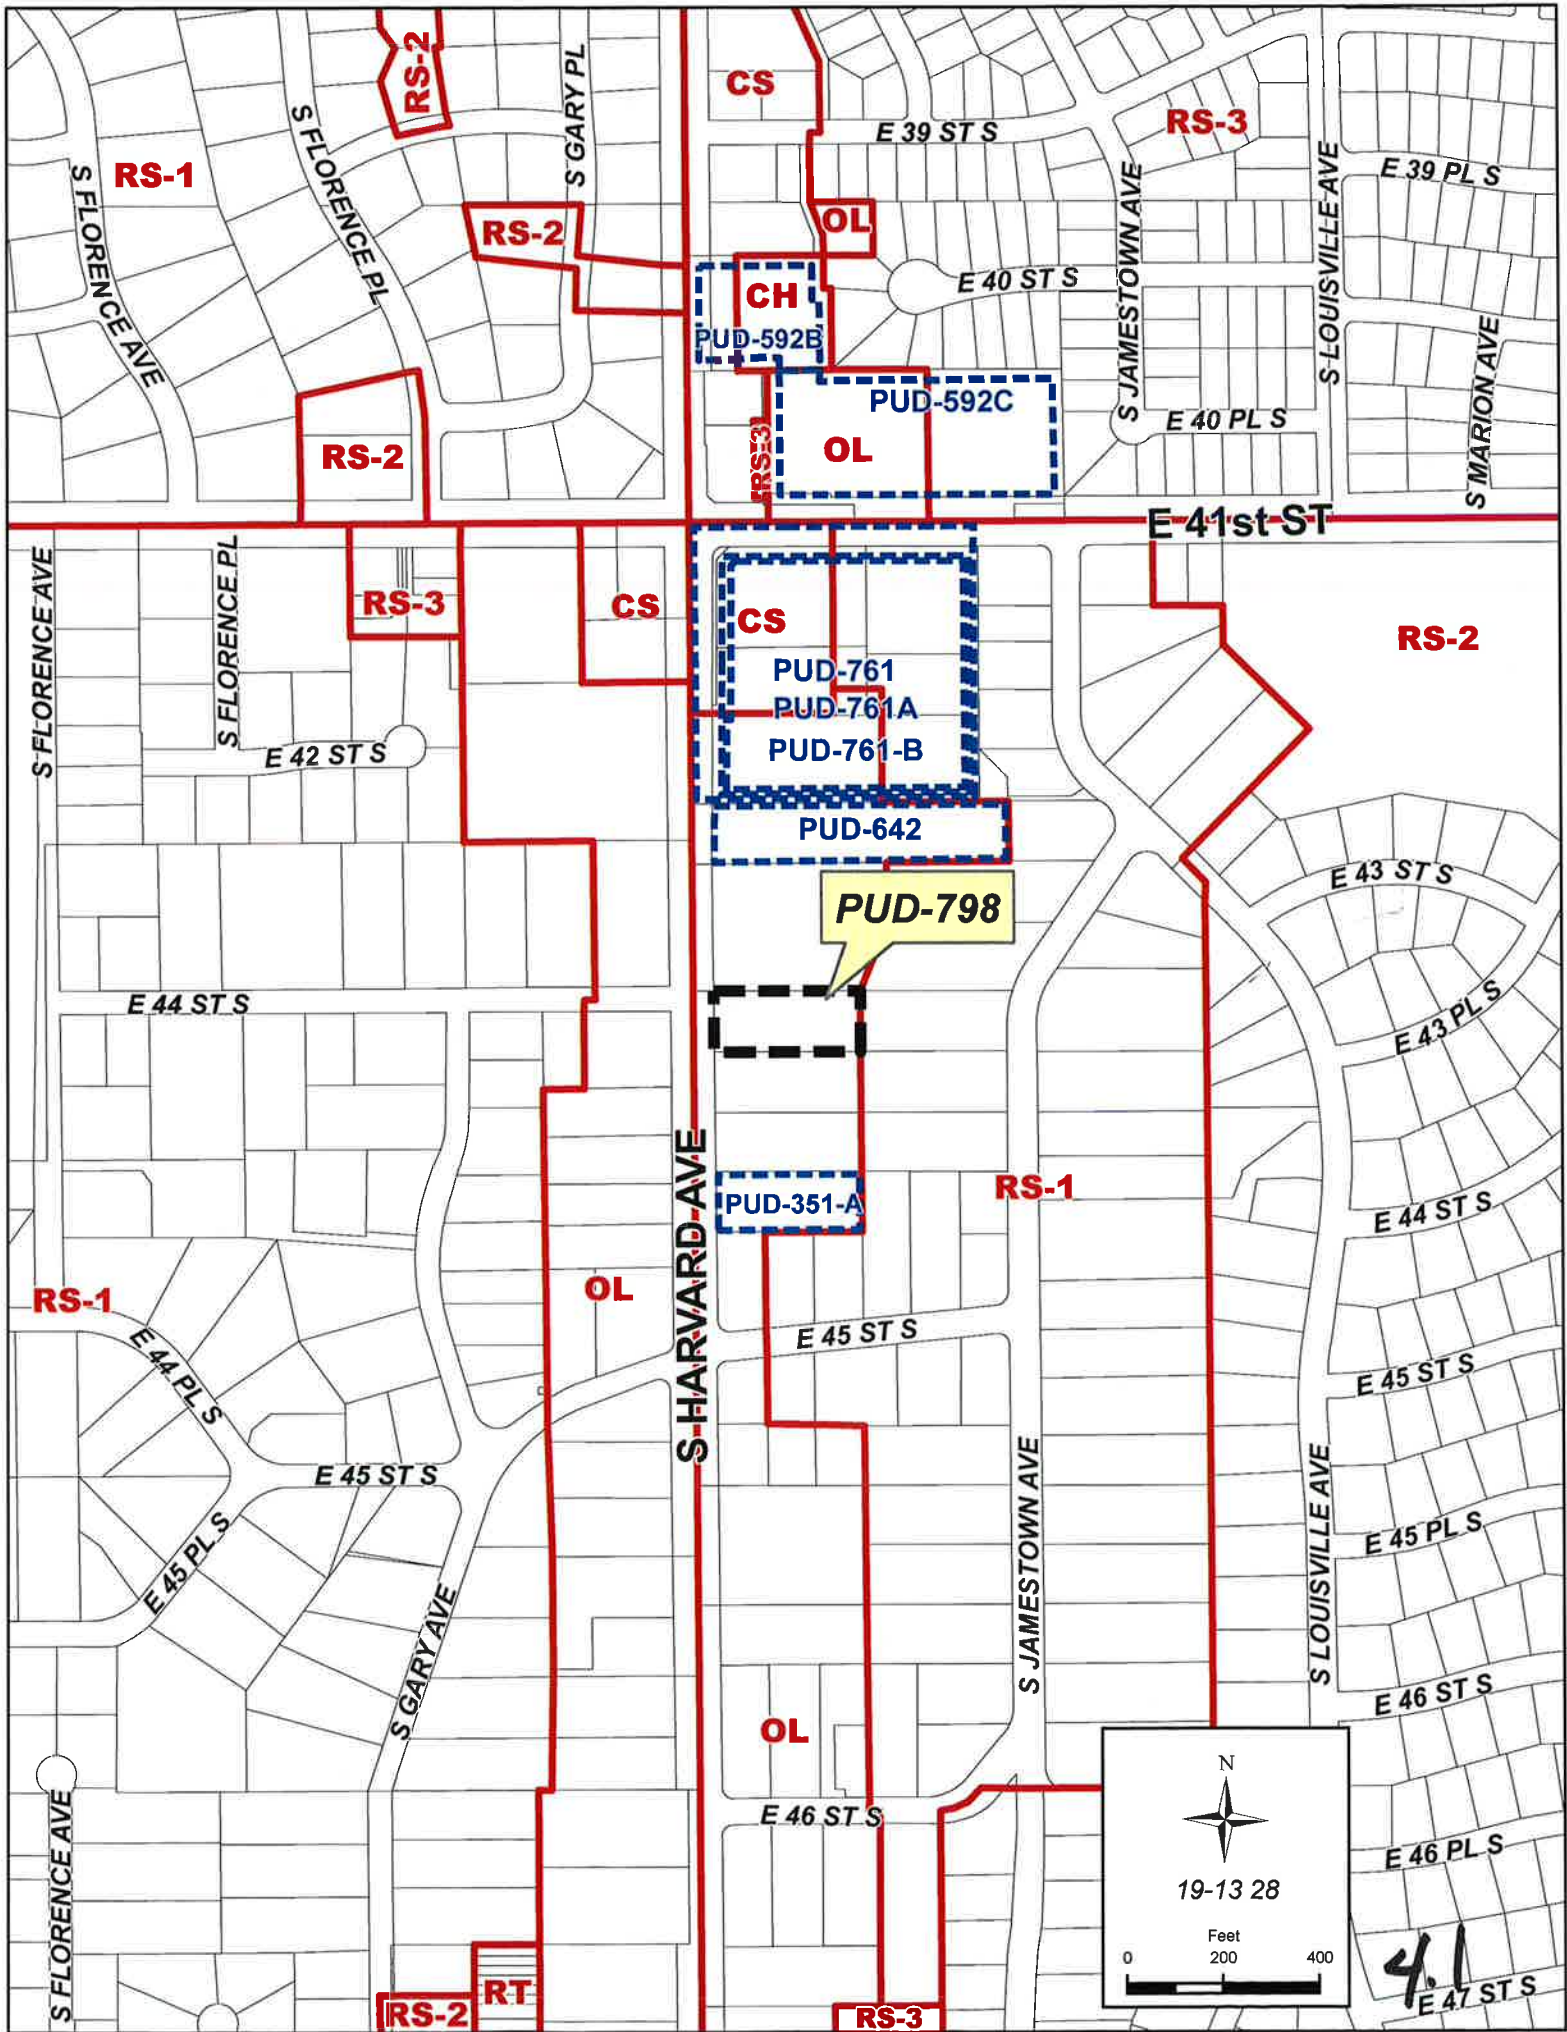 RS-2
CS
S GARY PL
S FLORENCE PL
E 39 ST S
RS-3
RS-1
S FLORENCE AVE
S JAMESTOWN AVE
S LOUISVILLE AVE
E 39 PL S
RS-2
OL
E 40 ST S
CH
PUD-592B
PUD-592C
S MARION AVE
E 40 PL S
RS-2
RS-3
OL
E 41st ST
S FLORENCE AVE
S FLORENCE PL
RS-3
CS
CS
RS-2
PUD-761
PUD-761A
PUD-761-B
E 42 ST S
PUD-642
E 43 ST S
PUD-798
E 44 ST S
E 43 PL S
S HARVARD AVE
PUD-351-A
RS-1
E 44 ST S
RS-1
OL
E 44 PL S
E 45 ST S
E 45 ST S
E 45 ST S
S JAMESTOWN AVE
S LOUISVILLE AVE
E 45 PL S
E 45 PL S
S GARY AVE
E 46 ST S
OL
E 46 ST S
S FLORENCE AVE
N
19-13 28
Feet
0 200 400
E 46 PL S
4.1
E 47 ST S
RT
RS-2
RS-3